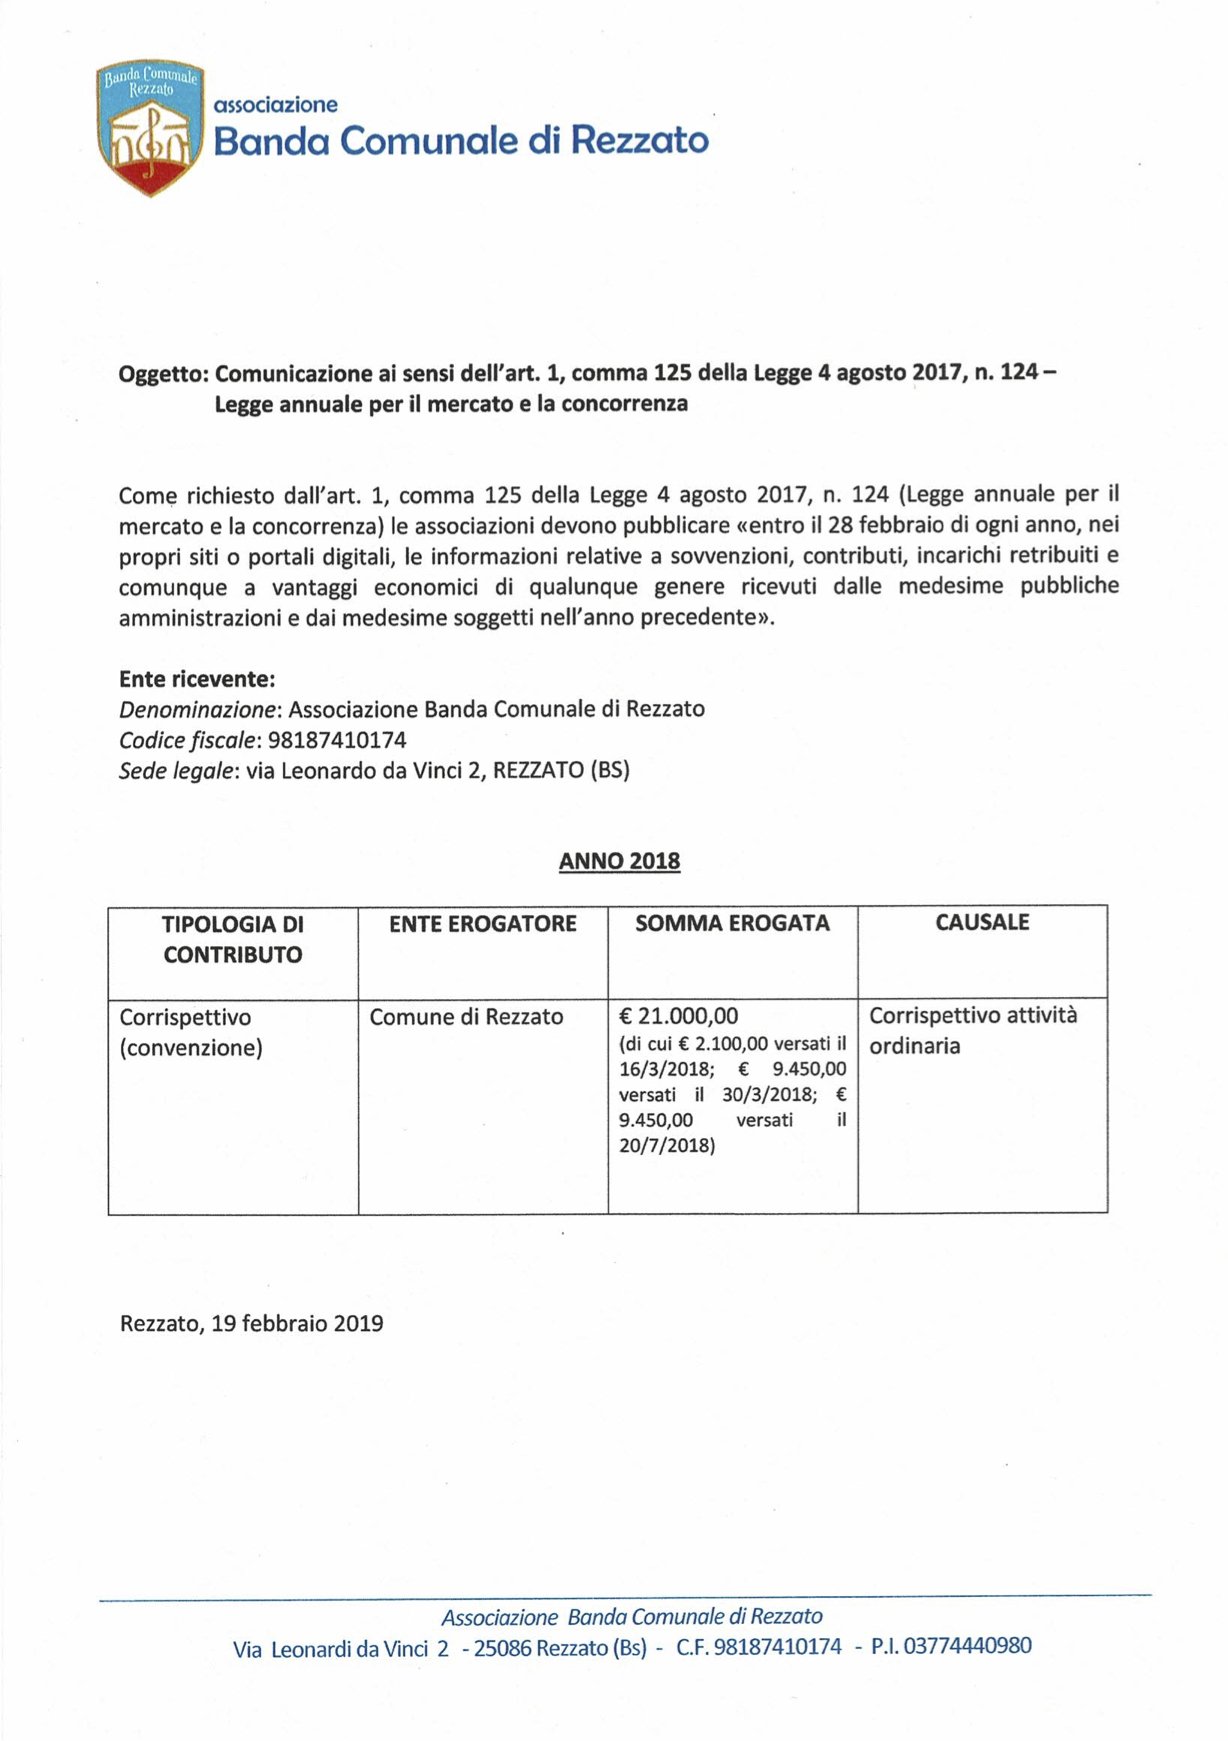 Banda Comunale
Rezzato
associazione
Banda Comunale di Rezzato
Oggetto: Comunicazione ai sensi dell'art. 1, comma 125 della Legge 4 agosto 2017, n. 124 –
Legge annuale per il mercato e la concorrenza
Come richiesto dall'art. 1, comma 125 della Legge 4 agosto 2017, n. 124 (Legge annuale per il
mercato e la concorrenza) le associazioni devono pubblicare «entro il 28 febbraio di ogni anno, nei
propri siti o portali digitali, le informazioni relative a sovvenzioni, contributi, incarichi retribuiti e
comunque a vantaggi economici di qualunque genere ricevuti dalle medesime pubbliche
amministrazioni e dai medesime soggetti nell'anno precedente».
Ente ricevente:
Denominazione: Associazione Banda Comunale di Rezzato
Codice fiscale: 98187410174
Sede legale: via Leonardo da Vinci 2, REZZATO (BS)
ANNO 2018
TIPOLOGIA DI
CONTRIBUTO
ENTE EROGATORE
SOMMA EROGATA
CAUSALE
Corrispettivo
(convenzione)
Comune di Rezzato
€ 21.000,00
(di cui € 2.100,00 versati il
16/3/2018; € 9.450,00
versati il 30/3/2018; €
9.450,00 versati il
20/7/2018)
Corrispettivo attività
ordinaria
Rezzato, 19 febbraio 2019
Associazione Banda Comunale di Rezzato
Via Leonardi da Vinci 2 - 25086 Rezzato (Bs) - C.F. 98187410174 - P.I. 03774440980